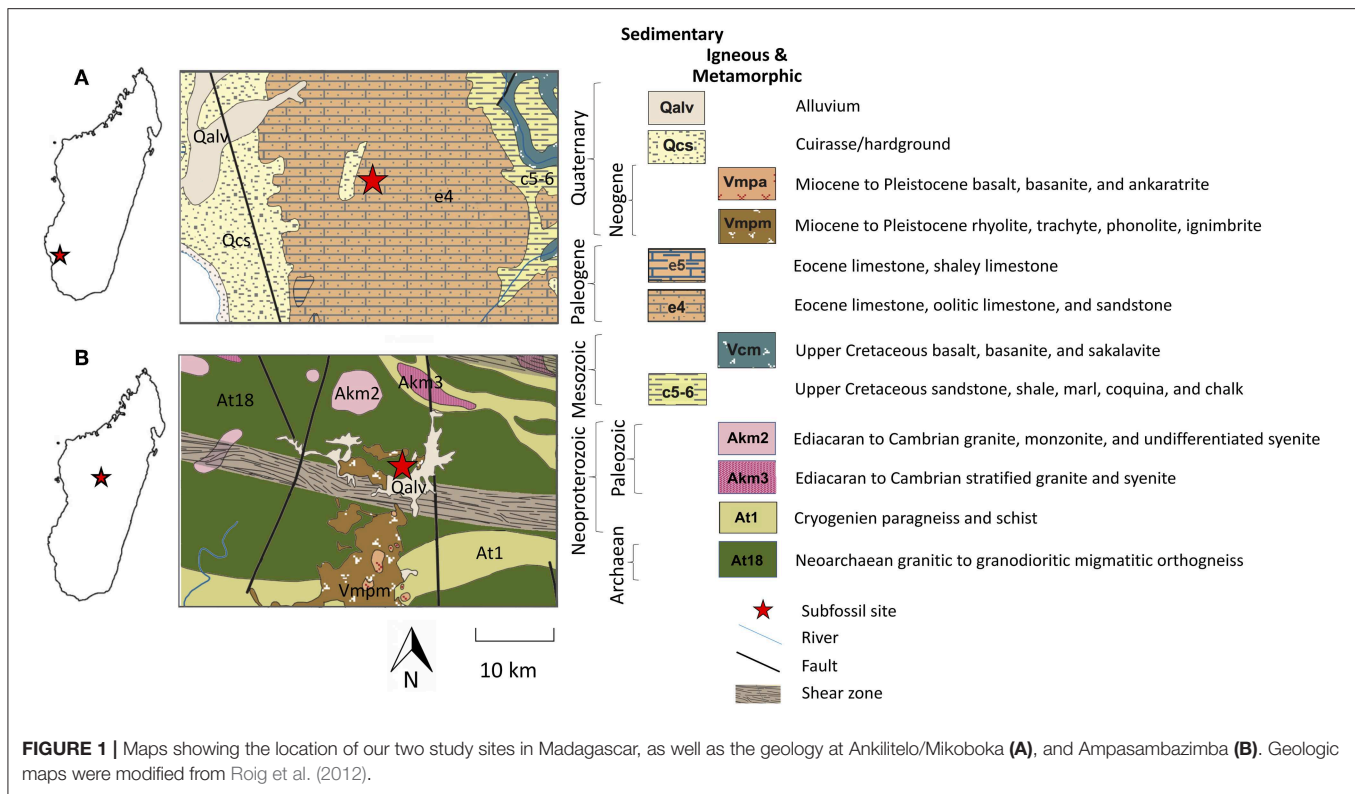 A
Qalv
Qcs
e4
c5-6
B
At18
Akm2
Akm3
Qalv
At1
Vmpm
N
10 km
Sedimentary
Igneous &
Metamorphic
Quaternary
Neogene
Paleogene
Mesozoic
Neoproterozoic
Paleozoic
Archaean
Qalv Alluvium
Qcs Cuirasse/hardground
Vmpa Miocene to Pleistocene basalt, basanite, and ankaratrite
Vmpm Miocene to Pleistocene rhyolite, trachyte, phonolite, ignimbrite
e5 Eocene limestone, shaley limestone
e4 Eocene limestone, oolitic limestone, and sandstone
Vcm Upper Cretaceous basalt, basanite, and sakalavite
c5-6 Upper Cretaceous sandstone, shale, marl, coquina, and chalk
Akm2 Ediacaran to Cambrian granite, monzonite, and undifferentiated syenite
Akm3 Ediacaran to Cambrian stratified granite and syenite
At1 Cryogenien paragneiss and schist
At18 Neoarchaean granitic to granodioritic migmatitic orthogneiss
Subfossil site
River
Fault
Shear zone
FIGURE 1 | Maps showing the location of our two study sites in Madagascar, as well as the geology at Ankilitelo/Mikoboka (A), and Ampasambazimba (B). Geologic
maps were modified from Roig et al. (2012).